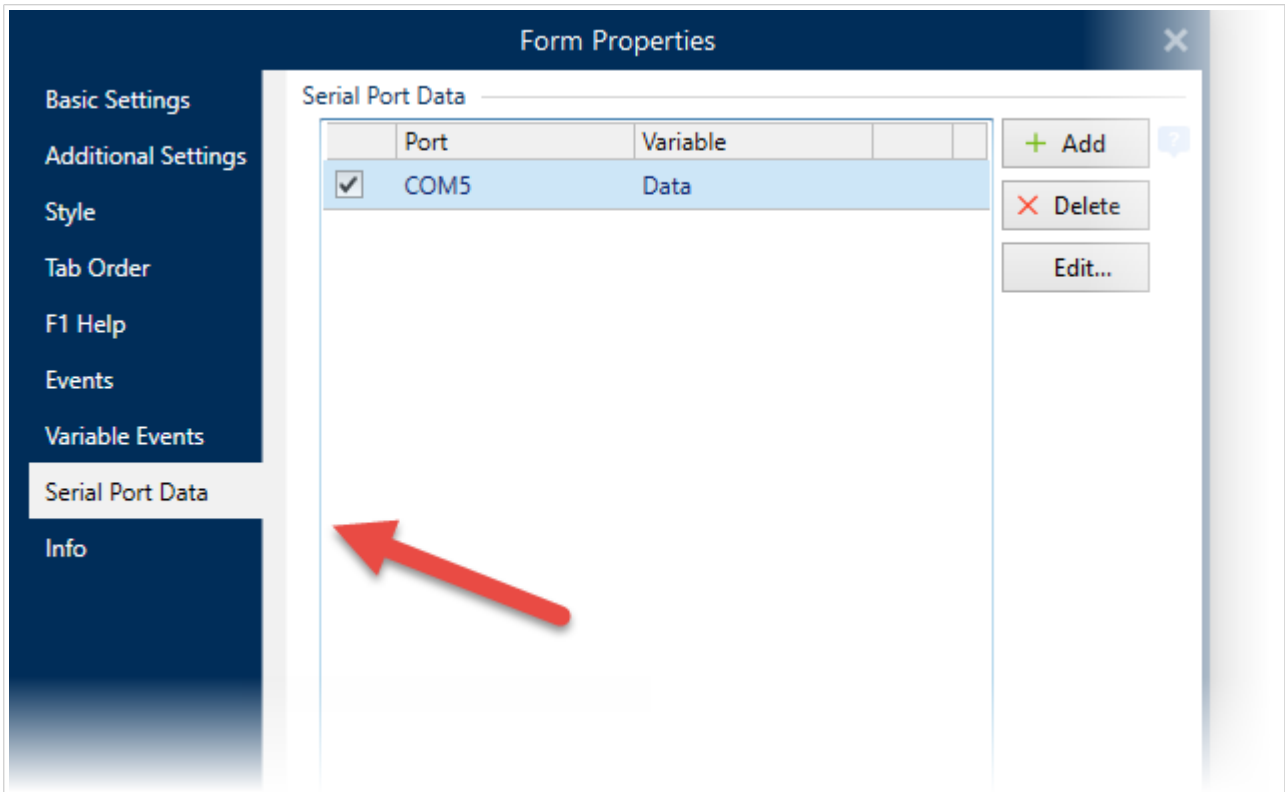 Form Properties
Basic Settings
Additional Settings
Style
Tab Order
F1 Help
Events
Variable Events
Serial Port Data
Info
Serial Port Data
Port Variable
COM5 Data
+ Add
?
Delete
Edit...